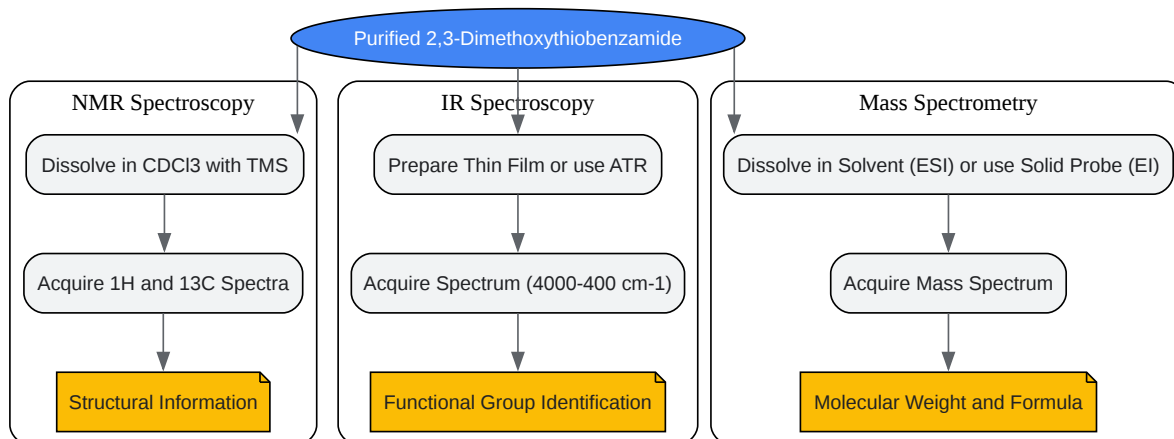 Purified 2,3-Dimethoxythiobenzamide
NMR Spectroscopy
IR Spectroscopy
Mass Spectrometry
Dissolve in CDCl3 with TMS
Prepare Thin Film or use ATR
Dissolve in Solvent (ESI) or use Solid Probe (EI)
Acquire 1H and 13C Spectra
Acquire Spectrum (4000-400 cm-1)
Acquire Mass Spectrum
Structural Information
Functional Group Identification
Molecular Weight and Formula